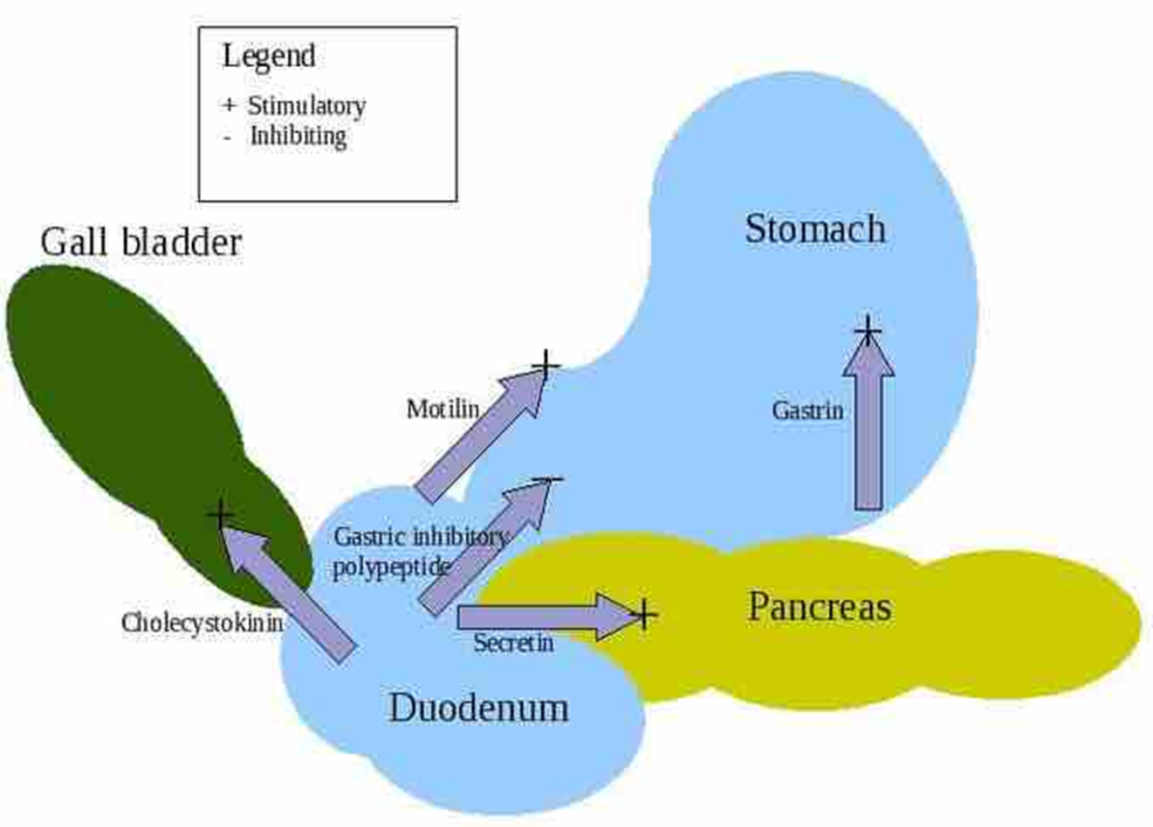 Legend
+ Stimulatory
- Inhibiting
Gall bladder
Stomach
+
+
Motilin
Gastrin
-
+
Gastric inhibitory
polypeptide
+
Pancreas
Cholecystokinin
Secretin
Duodenum